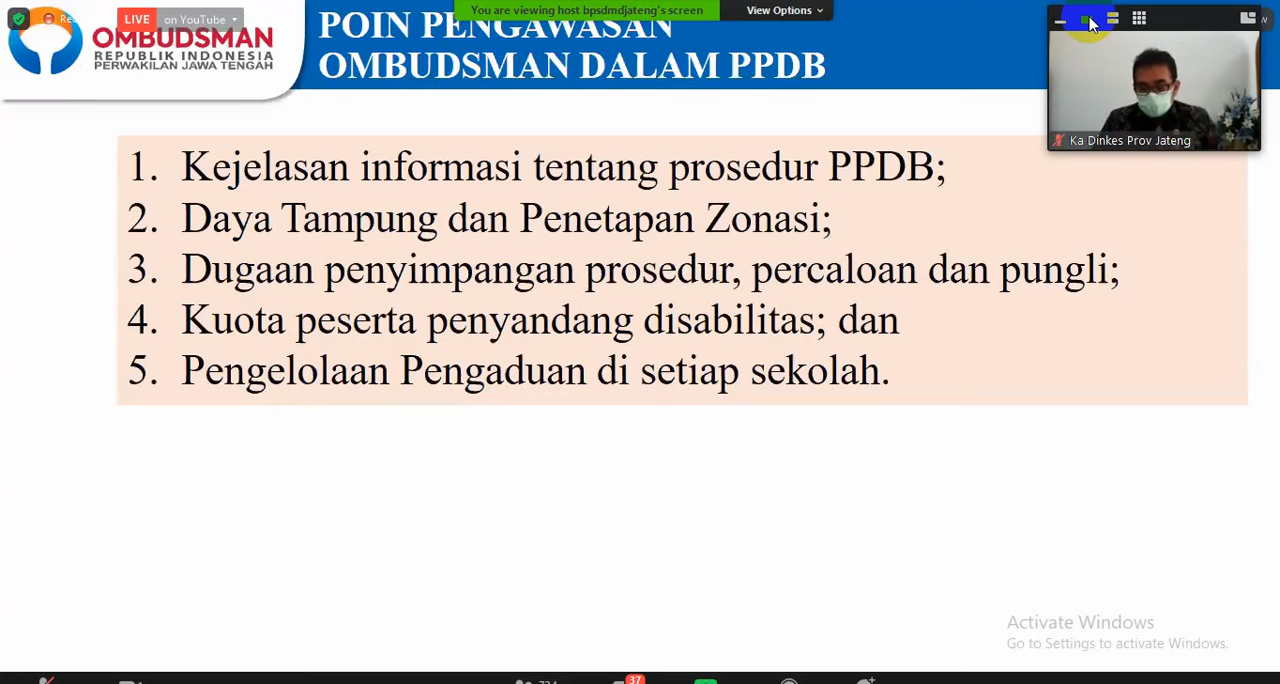 LIVE on YouTube
You are viewing host bpsdmdjateng's screen
View Options
OMBUDSMAN
REPUBLIK INDONESIA
PERWAKILAN JAWA TENGAH
POIN PENGAWASAN
OMBUDSMAN DALAM PPDB
Ka Dinkes Prov Jateng
1. Kejelasan informasi tentang prosedur PPDB;
2. Daya Tampung dan Penetapan Zonasi;
3. Dugaan penyimpangan prosedur, percaloan dan pungli;
4. Kuota peserta penyandang disabilitas; dan
5. Pengelolaan Pengaduan di setiap sekolah.
Activate Windows
Go to Settings to activate Windows.
37